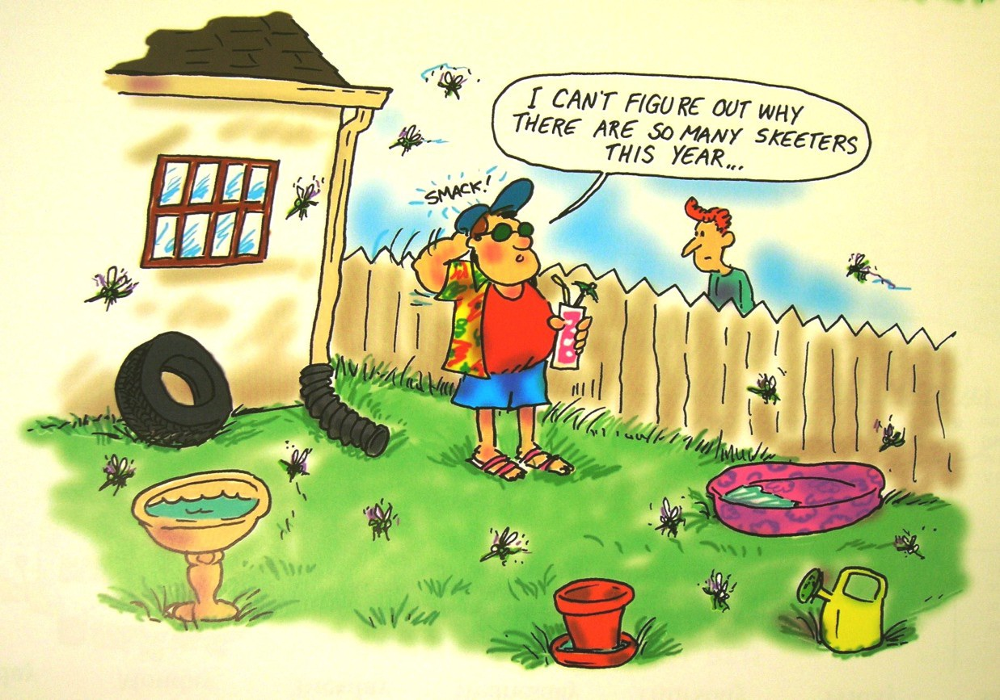 I CAN'T FIGURE OUT WHY
THERE ARE SO MANY SKEETERS
THIS YEAR...
SMACK!